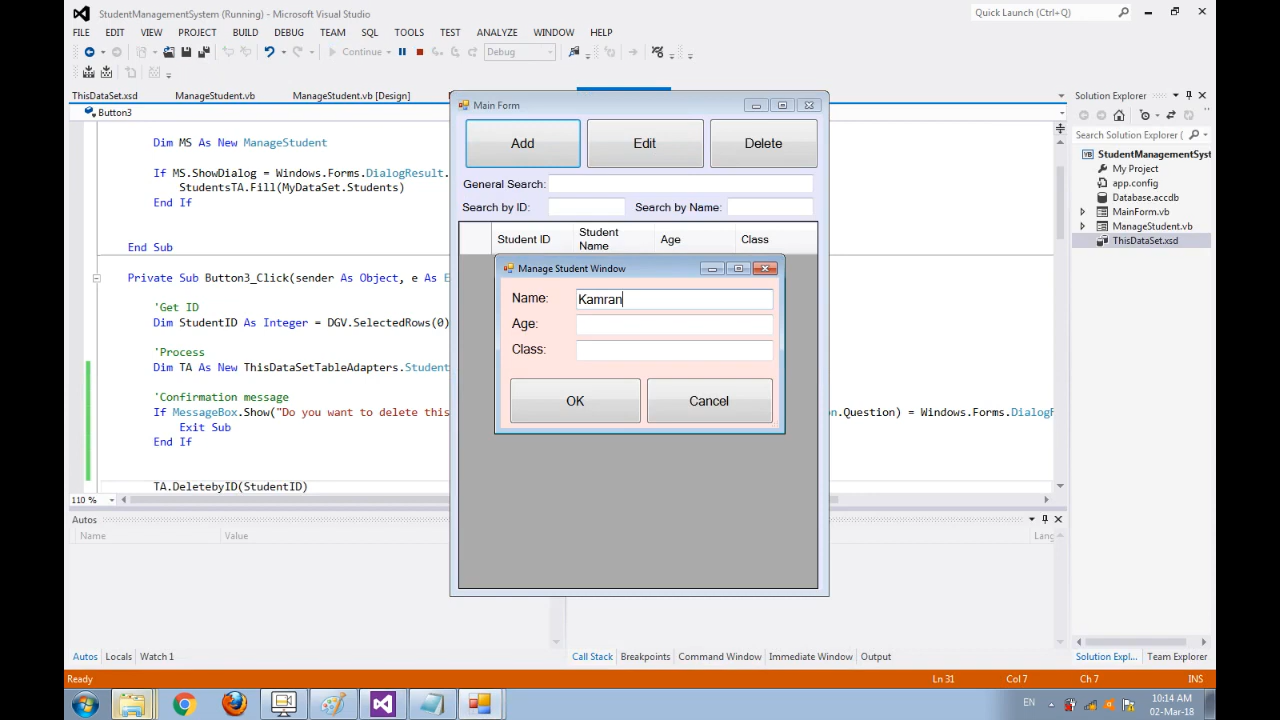 StudentManagementSystem (Running) - Microsoft Visual Studio
Quick Launch (Ctrl+Q)
FILE EDIT VIEW PROJECT BUILD DEBUG TEAM SQL TOOLS TEST ANALYZE WINDOW HELP
Continue Debug
ThisDataSet.xsd ManageStudent.vb ManageStudent.vb [Design]
Button3
Dim MS As New ManageStudent
If MS.ShowDialog = Windows.Forms.DialogResult.
StudentsTA.Fill(MyDataSet.Students)
End If
End Sub
Private Sub Button3_Click(sender As Object, e As E
'Get ID
Dim StudentID As Integer = DGV.SelectedRows(0)
'Process
Dim TA As New ThisDataSetTableAdapters.Student
'Confirmation message
If MessageBox.Show("Do you want to delete this
on.Question) = Windows.Forms.DialogR
Exit Sub
End If
TA.DeletebyID(StudentID)
110 %
Main Form
Add Edit Delete
General Search:
Search by ID: Search by Name:
Student ID Student Name Age Class
Manage Student Window
Name: Kamran
Age:
Class:
OK Cancel
Solution Explorer
Search Solution Explorer (
StudentManagementSyst
My Project
app.config
Database.accdb
MainForm.vb
ManageStudent.vb
ThisDataSet.xsd
Autos
Name Value Lang
Autos Locals Watch 1
Call Stack Breakpoints Command Window Immediate Window Output
Solution Expl... Team Explorer
Ready Ln 31 Col 7 Ch 7 INS
EN
10:14 AM
02-Mar-18